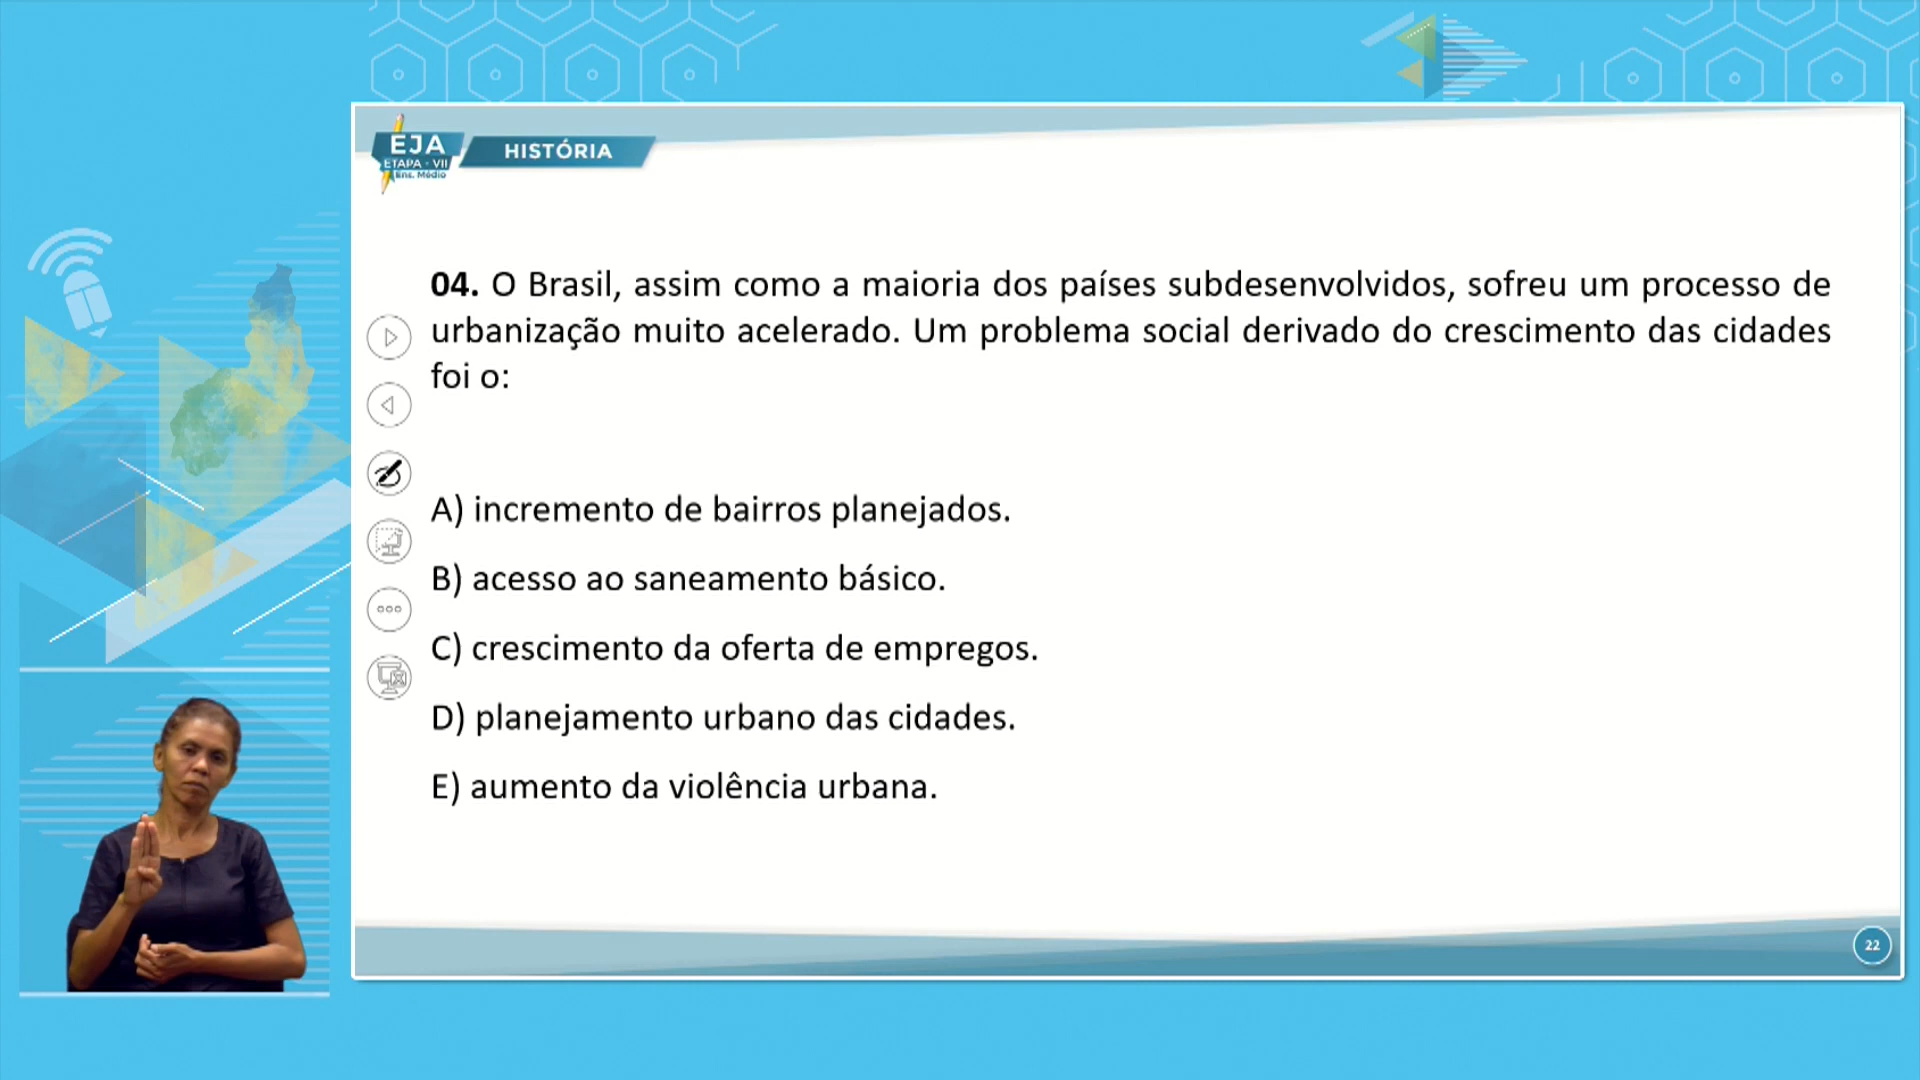 EJA
ETAPA - VII
Ens. Médio
HISTÓRIA
04. O Brasil, assim como a maioria dos países subdesenvolvidos, sofreu um processo de
urbanização muito acelerado. Um problema social derivado do crescimento das cidades
foi o:
A) incremento de bairros planejados.
B) acesso ao saneamento básico.
C) crescimento da oferta de empregos.
D) planejamento urbano das cidades.
E) aumento da violência urbana.
22